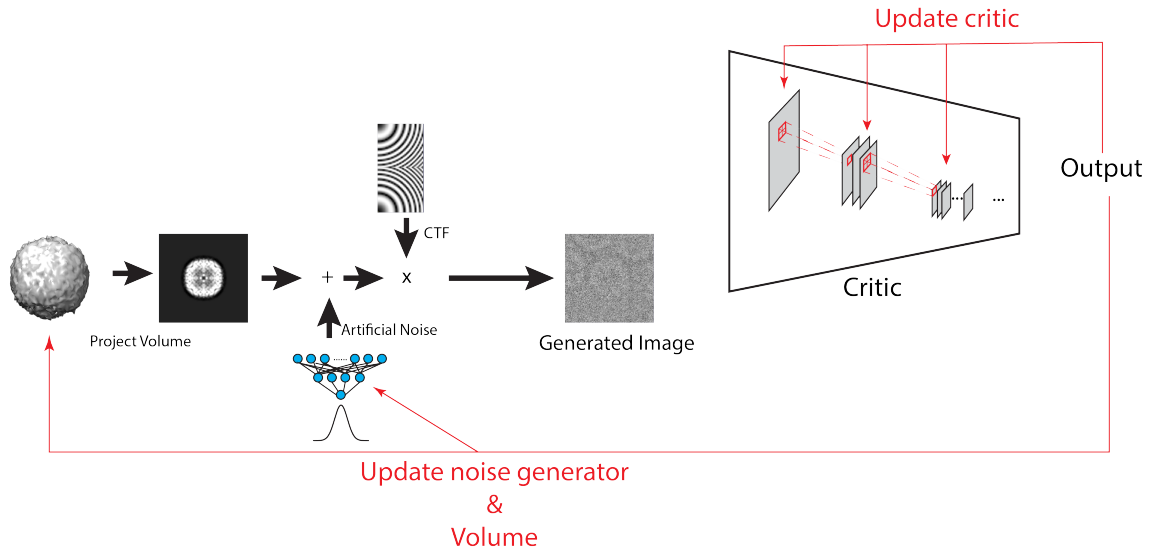 Update critic
Output
CTF
+
x
Critic
Artificial Noise
......
Project Volume
Generated Image
...
...
Update noise generator
&
Volume